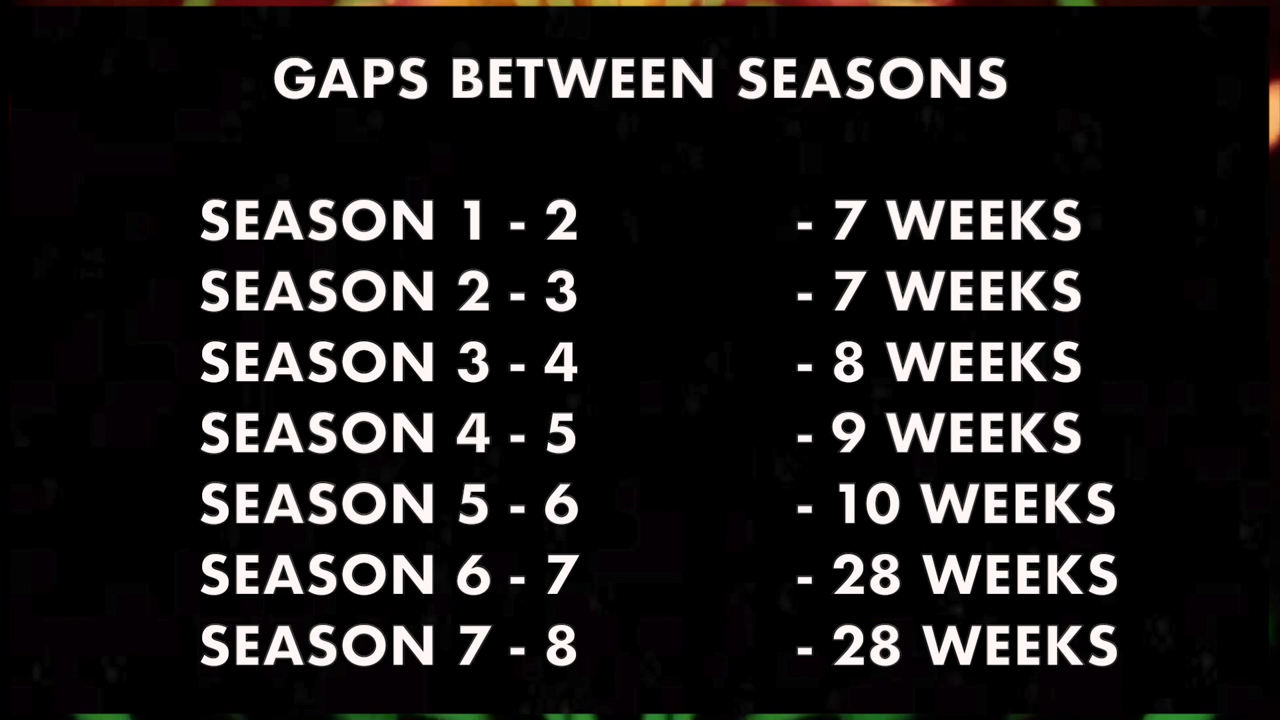 GAPS BETWEEN SEASONS
SEASON 1 - 2 - 7 WEEKS
SEASON 2 - 3 - 7 WEEKS
SEASON 3 - 4 - 8 WEEKS
SEASON 4 - 5 - 9 WEEKS
SEASON 5 - 6 - 10 WEEKS
SEASON 6 - 7 - 28 WEEKS
SEASON 7 - 8 - 28 WEEKS